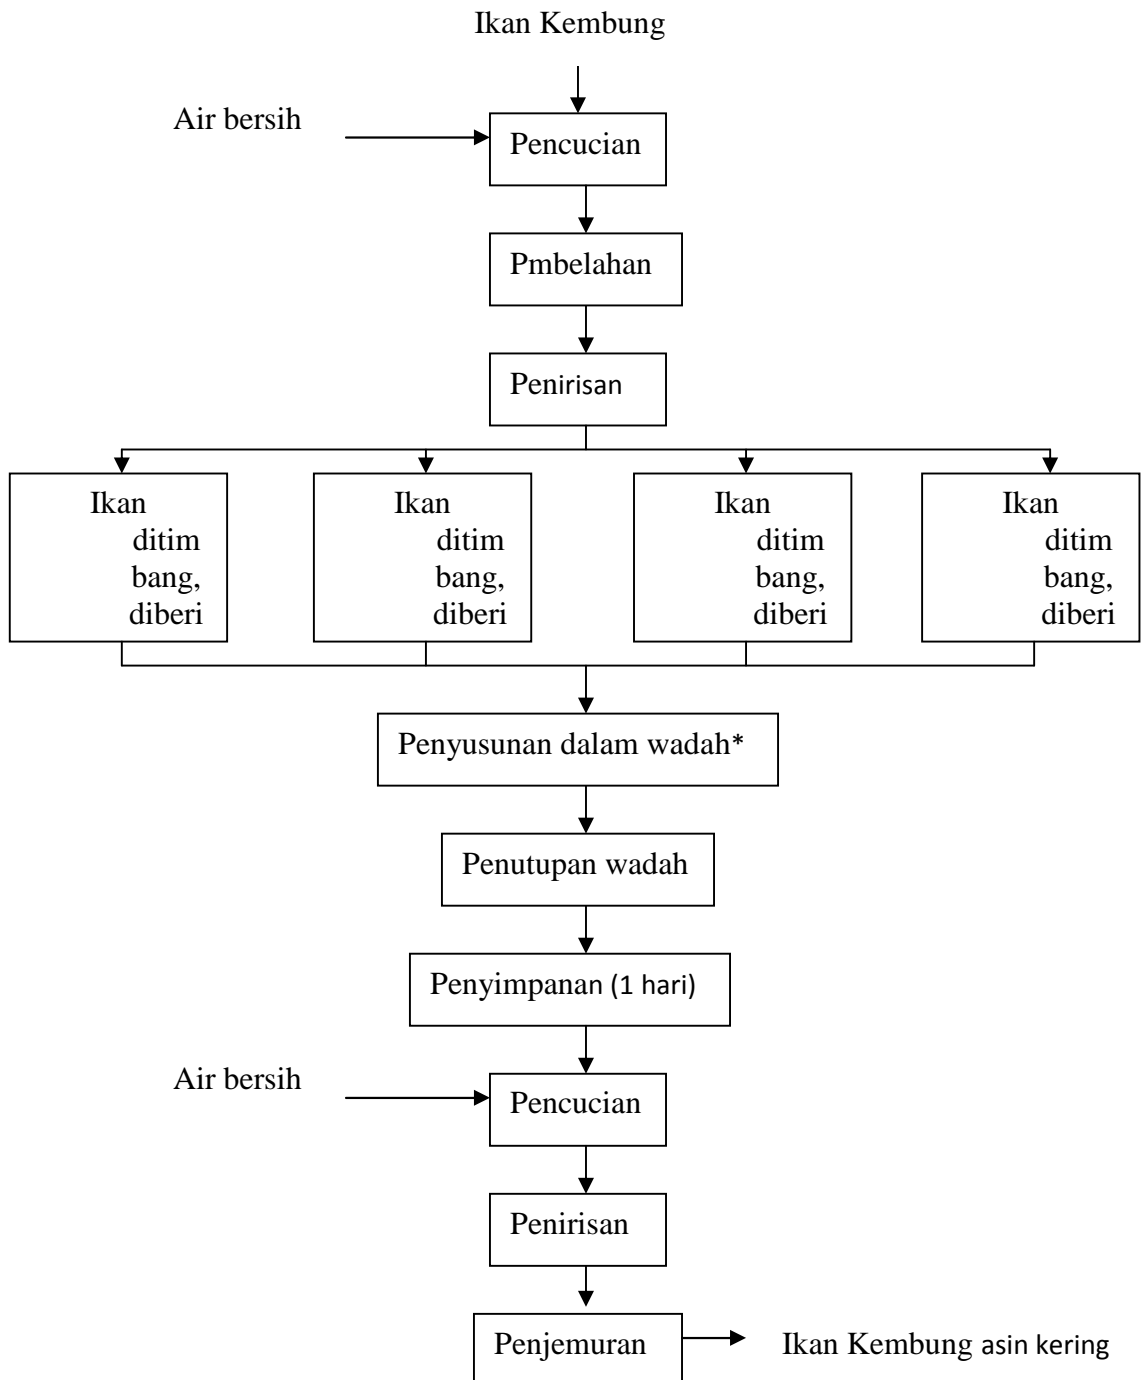 Ikan Kembung
Air bersih
Pencucian
Pmbelahan
Penirisan
Ikan
ditim
bang,
diberi
Ikan
ditim
bang,
diberi
Ikan
ditim
bang,
diberi
Ikan
ditim
bang,
diberi
Penyusunan dalam wadah*
Penutupan wadah
Penyimpanan (1 hari)
Air bersih
Pencucian
Penirisan
Penjemuran
Ikan Kembung asin kering